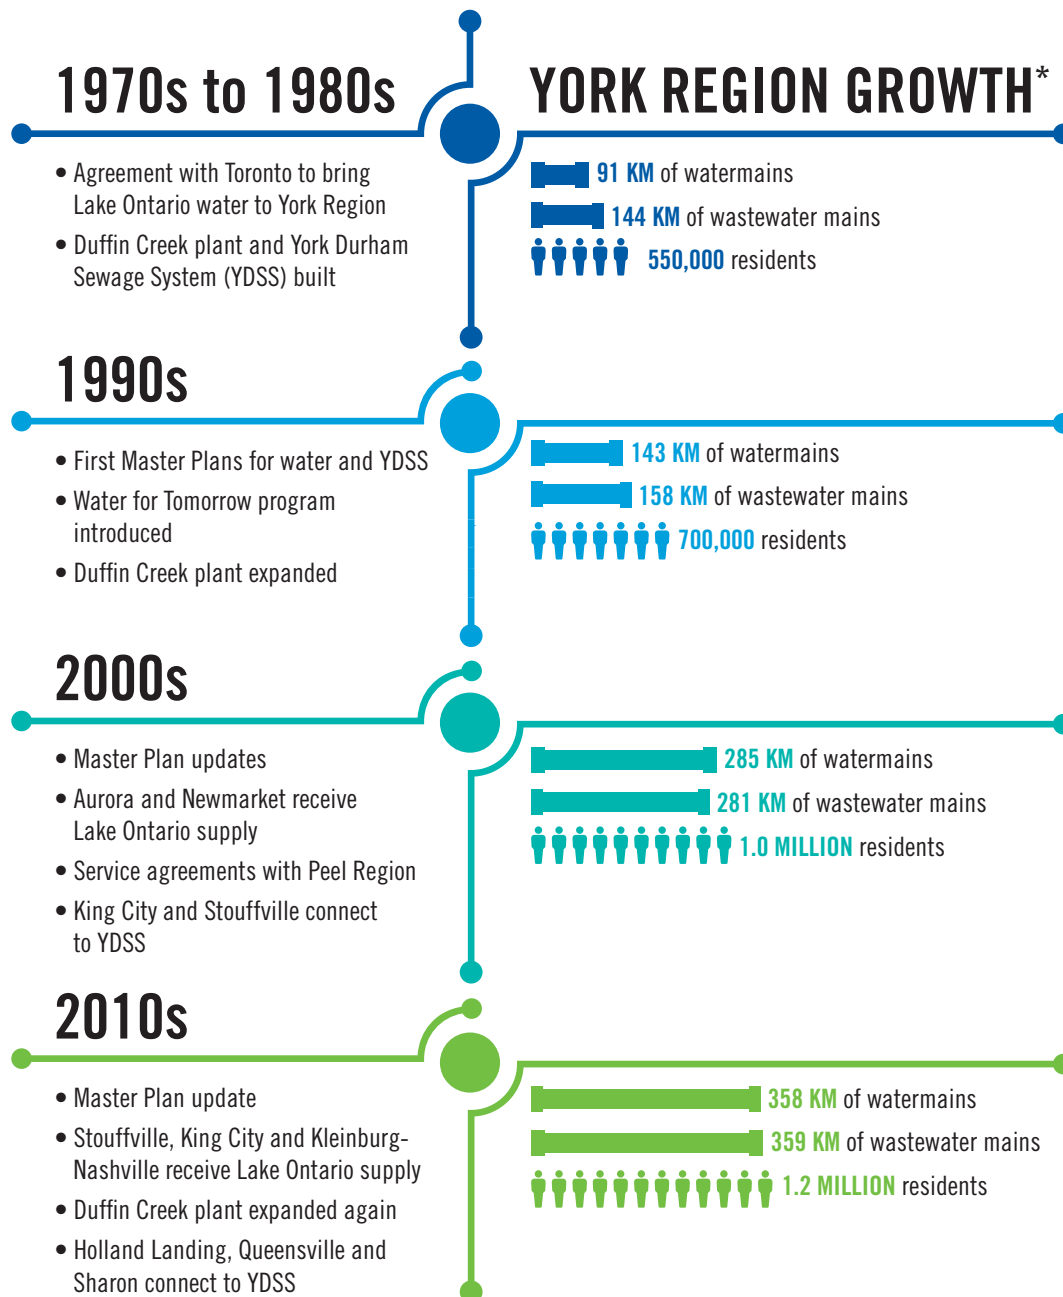 1970s to 1980s
• Agreement with Toronto to bring
Lake Ontario water to York Region
• Duffin Creek plant and York Durham
Sewage System (YDSS) built
YORK REGION GROWTH*
91 KM of watermains
144 KM of wastewater mains
550,000 residents
1990s
• First Master Plans for water and YDSS
• Water for Tomorrow program
introduced
• Duffin Creek plant expanded
143 KM of watermains
158 KM of wastewater mains
700,000 residents
2000s
• Master Plan updates
• Aurora and Newmarket receive
Lake Ontario supply
• Service agreements with Peel Region
• King City and Stouffville connect
to YDSS
285 KM of watermains
281 KM of wastewater mains
1.0 MILLION residents
2010s
• Master Plan update
• Stouffville, King City and Kleinburg-
Nashville receive Lake Ontario supply
• Duffin Creek plant expanded again
• Holland Landing, Queensville and
Sharon connect to YDSS
358 KM of watermains
359 KM of wastewater mains
1.2 MILLION residents